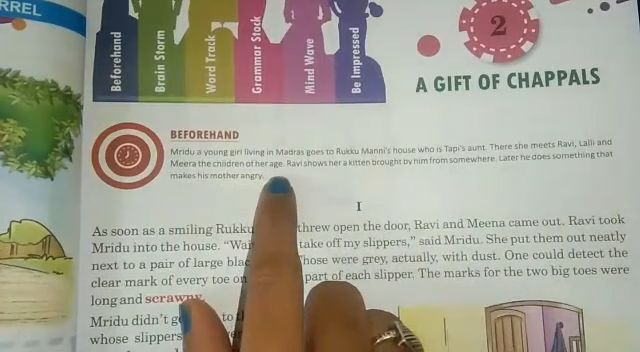 RREL
Beforehand
Brain Storm
Word Track
Grammar Stock
Mind Wave
Be Impressed
2
A GIFT OF CHAPPALS
BEFOREHAND
Mridu a young girl living in Madras goes to Rukku Manni's house who is Tapi's aunt. There she meets Ravi, Lalli and
Meera the children of her age. Ravi shows her a kitten brought by him from somewhere. Later he does something that
makes his mother angry.
I
As soon as a smiling Rukku threw open the door, Ravi and Meena came out. Ravi took
Mridu into the house. "Wai take off my slippers," said Mridu. She put them out neatly
next to a pair of large blac hose were grey, actually, with dust. One could detect the
clear mark of every toe on part of each slipper. The marks for the two big toes were
long and scrawny
Mridu didn't g to
whose slippers